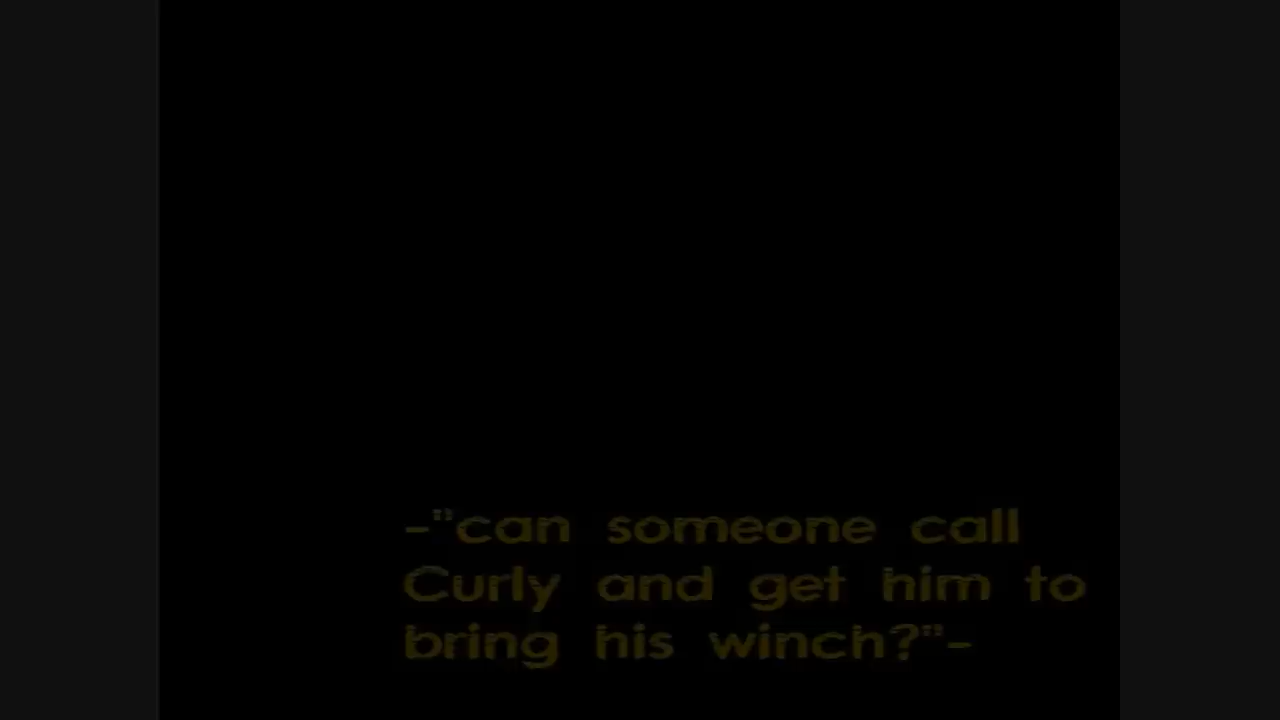 -"can someone call
Curly and get him to
bring his winch?"-